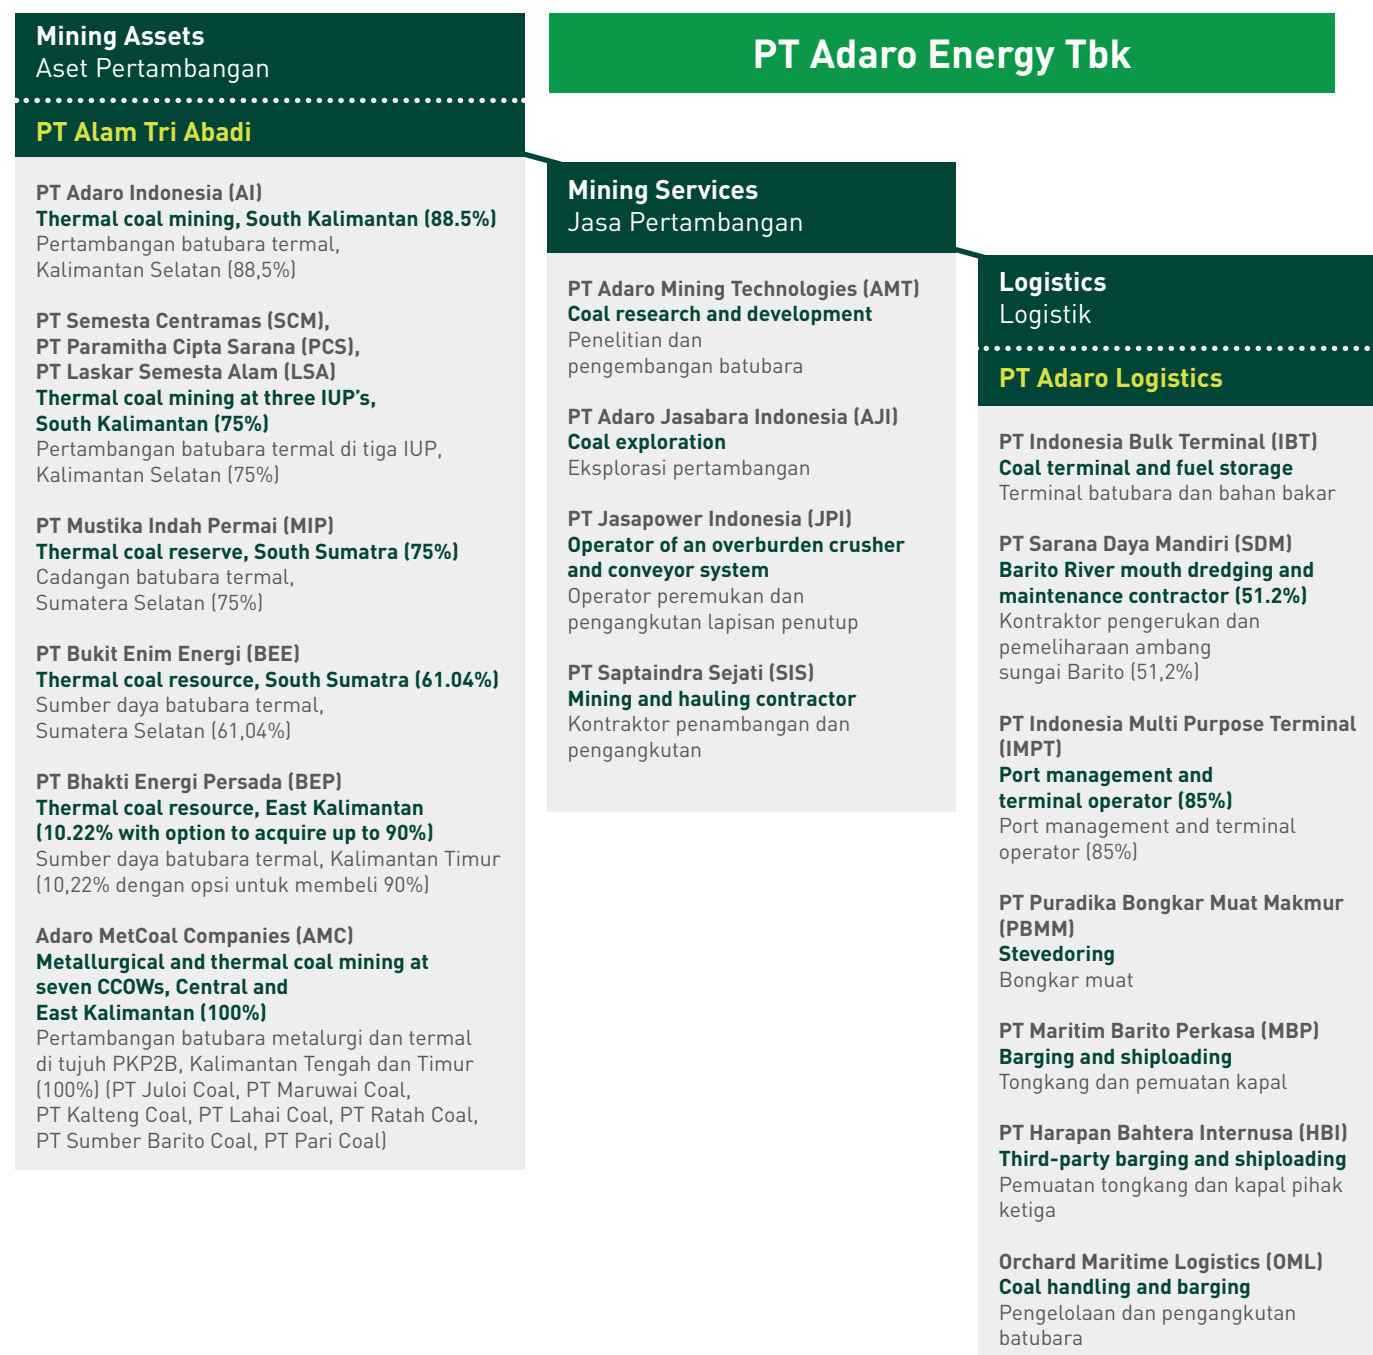 Mining Assets
Aset Pertambangan
PT Alam Tri Abadi
PT Adaro Indonesia (AI)
Thermal coal mining, South Kalimantan (88.5%)
Pertambangan batubara termal,
Kalimantan Selatan (88,5%)
PT Semesta Centramas (SCM),
PT Paramitha Cipta Sarana (PCS),
PT Laskar Semesta Alam (LSA)
Thermal coal mining at three IUP's,
South Kalimantan (75%)
Pertambangan batubara termal di tiga IUP,
Kalimantan Selatan (75%)
PT Mustika Indah Permai (MIP)
Thermal coal reserve, South Sumatra (75%)
Cadangan batubara termal,
Sumatera Selatan (75%)
PT Bukit Enim Energi (BEE)
Thermal coal resource, South Sumatra (61.04%)
Sumber daya batubara termal,
Sumatera Selatan (61,04%)
PT Bhakti Energi Persada (BEP)
Thermal coal resource, East Kalimantan
(10.22% with option to acquire up to 90%)
Sumber daya batubara termal, Kalimantan Timur
(10,22% dengan opsi untuk membeli 90%)
Adaro MetCoal Companies (AMC)
Metallurgical and thermal coal mining at
seven CCOWs, Central and
East Kalimantan (100%)
Pertambangan batubara metalurgi dan termal
di tujuh PKP2B, Kalimantan Tengah dan Timur
(100%) (PT Juloi Coal, PT Maruwai Coal,
PT Kalteng Coal, PT Lahai Coal, PT Ratah Coal,
PT Sumber Barito Coal, PT Pari Coal)
PT Adaro Energy Tbk
Mining Services
Jasa Pertambangan
PT Adaro Mining Technologies (AMT)
Coal research and development
Penelitian dan
pengembangan batubara
PT Adaro Jasabara Indonesia (AJI)
Coal exploration
Eksplorasi pertambangan
PT Jasapower Indonesia (JPI)
Operator of an overburden crusher
and conveyor system
Operator peremukan dan
pengangkutan lapisan penutup
PT Saptaindra Sejati (SIS)
Mining and hauling contractor
Kontraktor penambangan dan
pengangkutan
Logistics
Logistik
PT Adaro Logistics
PT Indonesia Bulk Terminal (IBT)
Coal terminal and fuel storage
Terminal batubara dan bahan bakar
PT Sarana Daya Mandiri (SDM)
Barito River mouth dredging and
maintenance contractor (51.2%)
Kontraktor pengerukan dan
pemeliharaan ambang
sungai Barito (51,2%)
PT Indonesia Multi Purpose Terminal
(IMPT)
Port management and
terminal operator (85%)
Port management and terminal
operator (85%)
PT Puradika Bongkar Muat Makmur
(PBMM)
Stevedoring
Bongkar muat
PT Maritim Barito Perkasa (MBP)
Barging and shiploading
Tongkang dan pemuatan kapal
PT Harapan Bahtera Internusa (HBI)
Third-party barging and shiploading
Pemuatan tongkang dan kapal pihak
ketiga
Orchard Maritime Logistics (OML)
Coal handling and barging
Pengelolaan dan pengangkutan
batubara